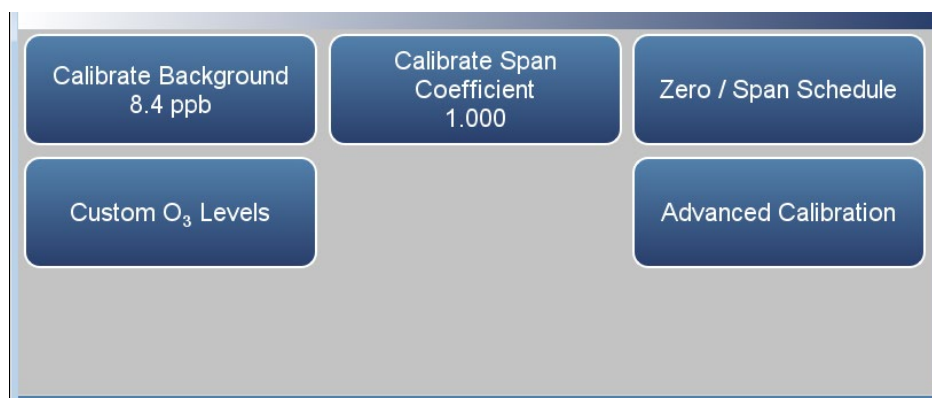 Calibrate Background
8.4 ppb
Calibrate Span
Coefficient
1.000
Zero / Span Schedule
Custom O₃ Levels
Advanced Calibration